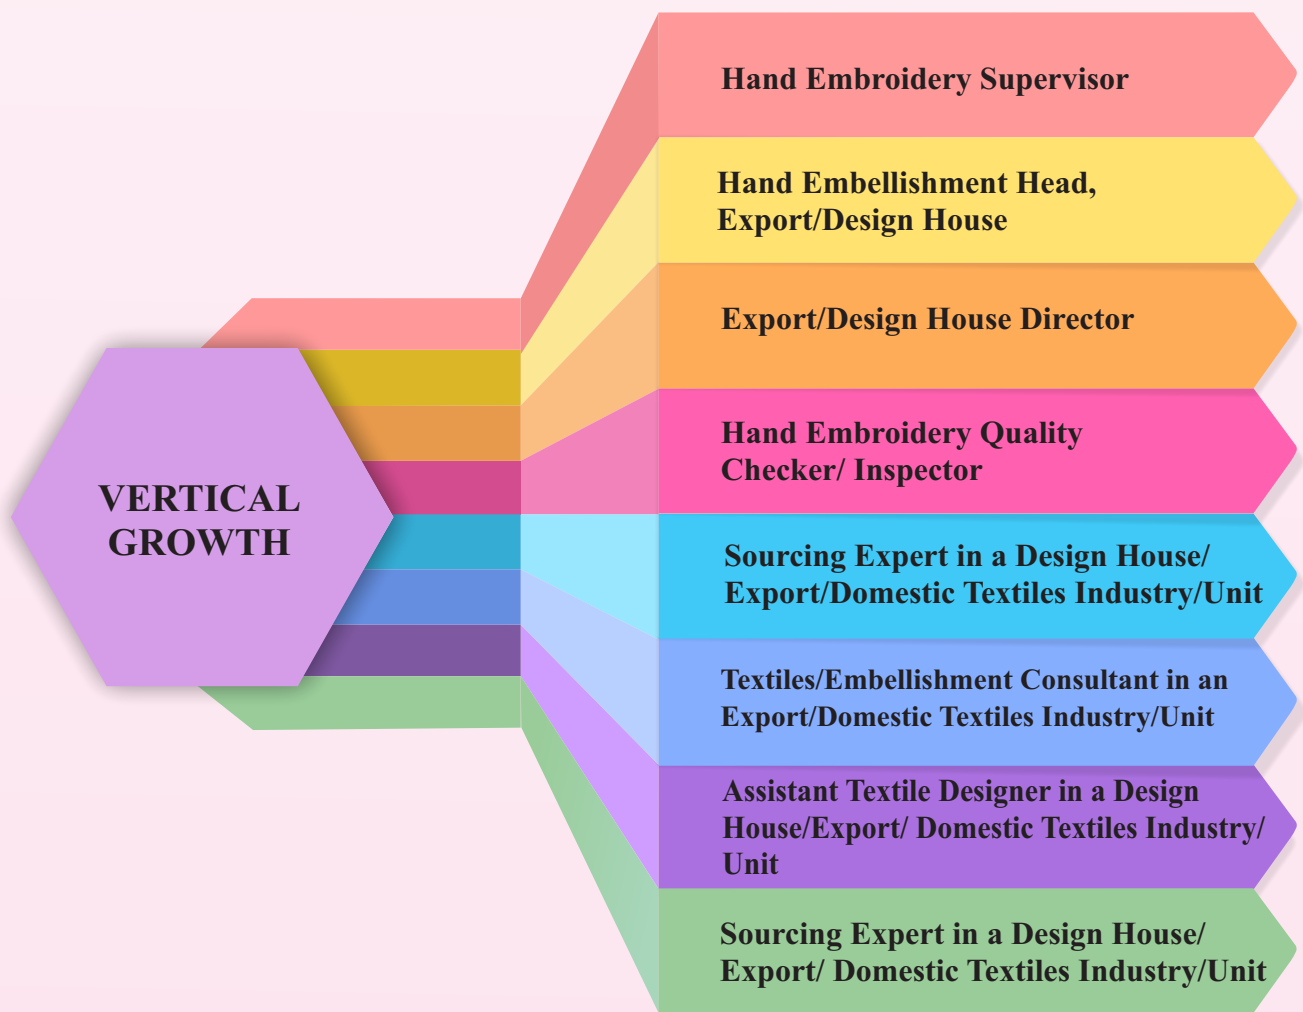 VERTICAL
GROWTH
Hand Embroidery Supervisor
Hand Embellishment Head,
Export/Design House
Export/Design House Director
Hand Embroidery Quality
Checker/ Inspector
Sourcing Expert in a Design House/
Export/Domestic Textiles Industry/Unit
Textiles/Embellishment Consultant in an
Export/Domestic Textiles Industry/Unit
Assistant Textile Designer in a Design
House/Export/ Domestic Textiles Industry/
Unit
Sourcing Expert in a Design House/
Export/ Domestic Textiles Industry/Unit